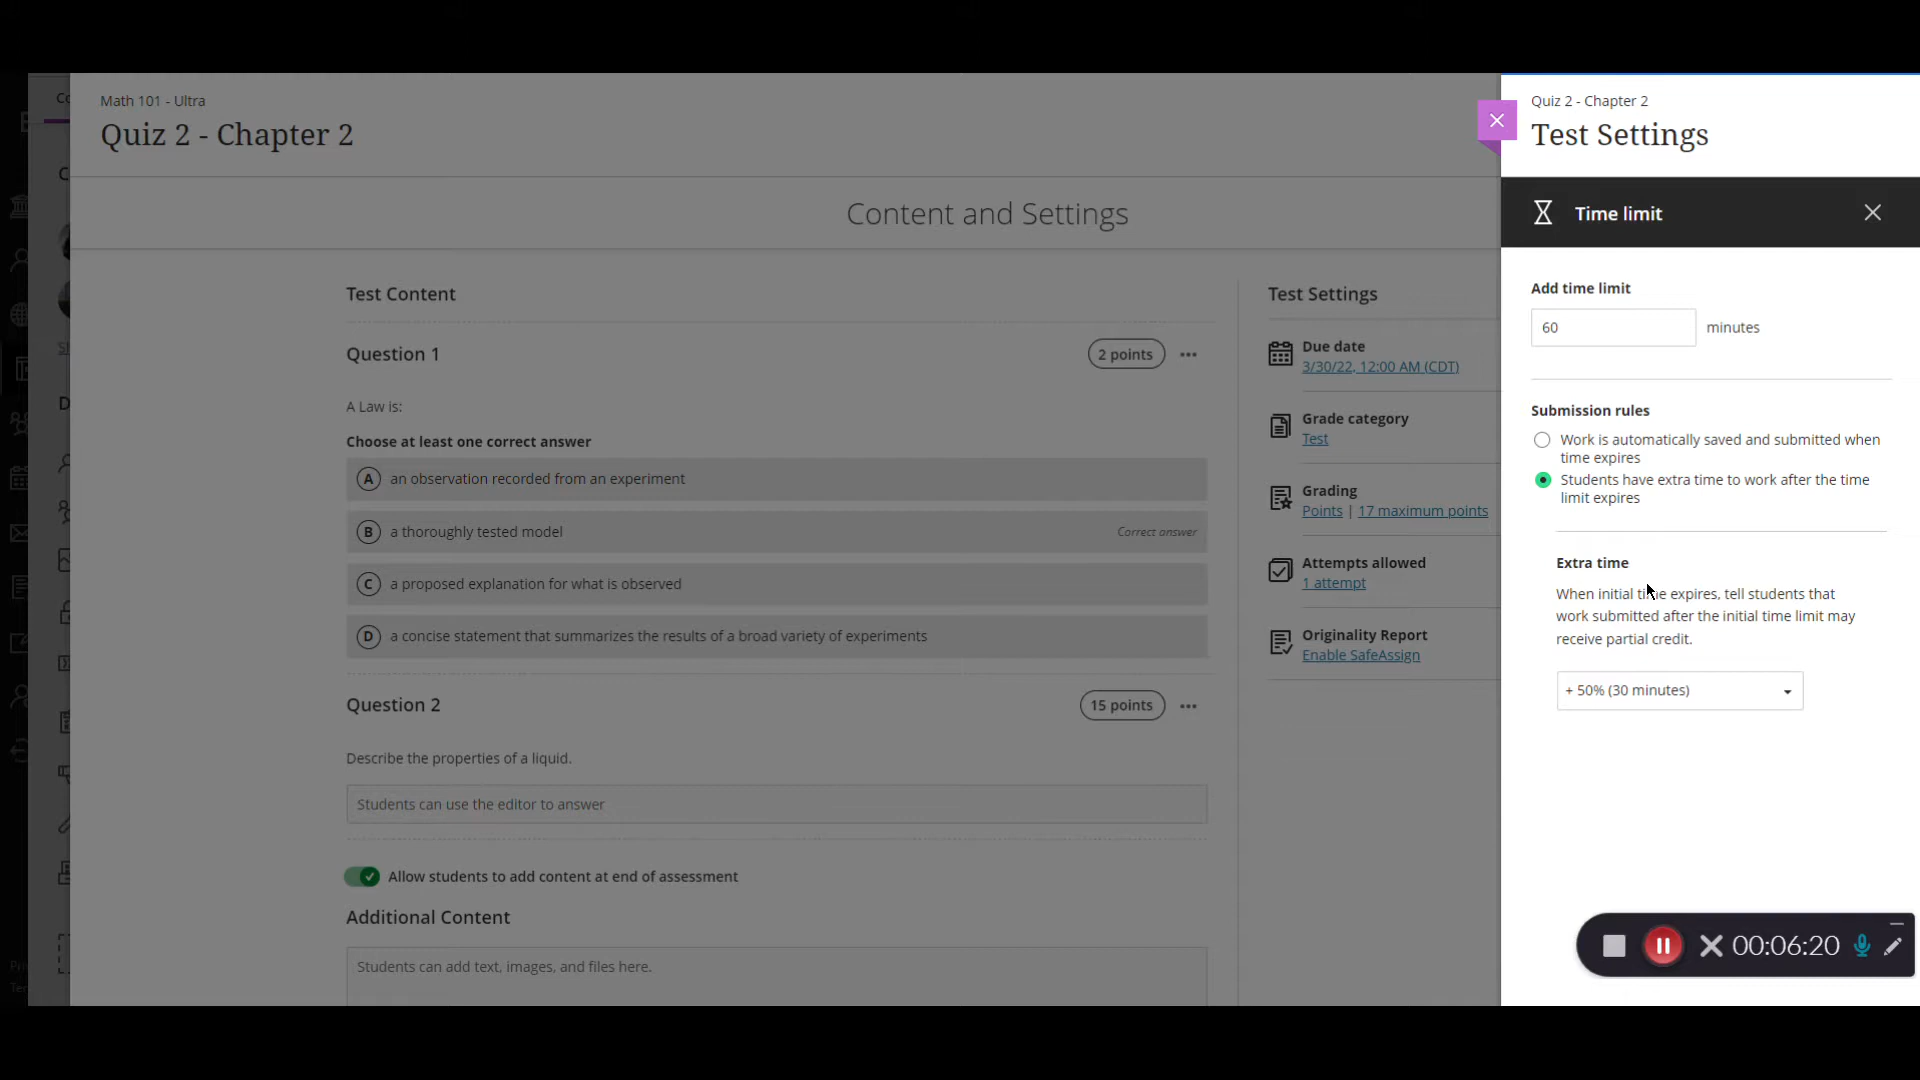 Math 101 - Ultra
Quiz 2 - Chapter 2
Content and Settings
Test Content
Question 1
2 points
A Law is:
Choose at least one correct answer
A an observation recorded from an experiment
B a thoroughly tested model
Correct answer
C a proposed explanation for what is observed
D a concise statement that summarizes the results of a broad variety of experiments
Question 2
15 points
Describe the properties of a liquid.
Students can use the editor to answer
Allow students to add content at end of assessment
Additional Content
Students can add text, images, and files here.
Test Settings
Due date
3/30/22, 12:00 AM (CDT)
Grade category
Test
Grading
Points | 17 maximum points
Attempts allowed
1 attempt
Originality Report
Enable SafeAssign
Quiz 2 - Chapter 2
Test Settings
Time limit
Add time limit
60 minutes
Submission rules
Work is automatically saved and submitted when
time expires
Students have extra time to work after the time
limit expires
Extra time
When initial time expires, tell students that
work submitted after the initial time limit may
receive partial credit.
+ 50% (30 minutes)
00:06:20